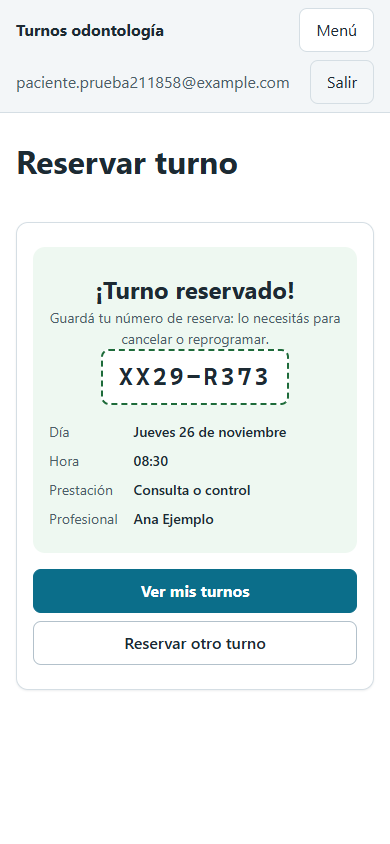 Turnos odontología
Menú
paciente.prueba211858@example.com
Salir
Reservar turno
¡Turno reservado!
Guardá tu número de reserva: lo necesitás para
cancelar o reprogramar.
XX29-R373
Día Jueves 26 de noviembre
Hora 08:30
Prestación Consulta o control
Profesional Ana Ejemplo
Ver mis turnos
Reservar otro turno